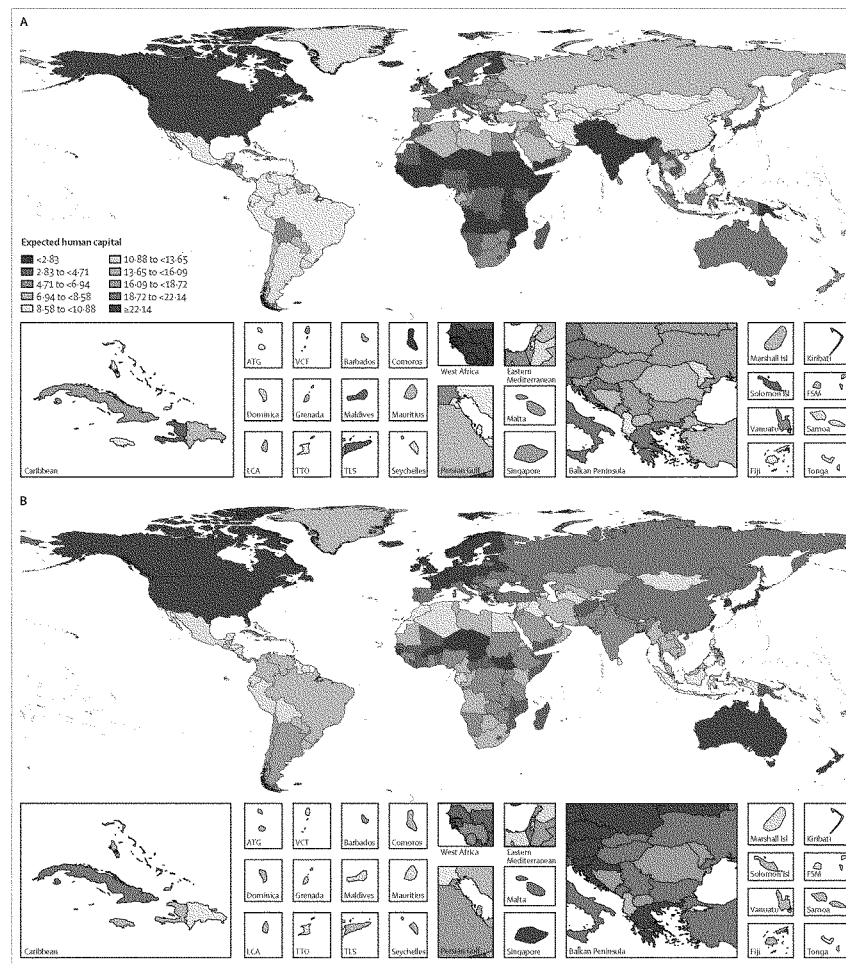 A
Expected human capital
<2·83
2·83 to <4·71
4·71 to <6·94
6·94 to <8·58
8·58 to <10·88
10·88 to <13·65
13·65 to <16·09
16·09 to <18·72
18·72 to <22·14
≥22·14
Caribbean
ATG
VCT
Barbados
Comoros
Dominica
Grenada
Maldives
Mauritius
LCA
TTO
TLS
Seychelles
West Africa
Eastern
Mediterranean
Persian Gulf
Malta
Singapore
Balkan Peninsula
Marshall Isl
Kiribati
Solomon Isl
FSM
Vanuatu
Samoa
Fiji
Tonga
B
Caribbean
ATG
VCT
Barbados
Comoros
Dominica
Grenada
Maldives
Mauritius
LCA
TTO
TLS
Seychelles
West Africa
Eastern
Mediterranean
Persian Gulf
Malta
Singapore
Balkan Peninsula
Marshall Isl
Kiribati
Solomon Isl
FSM
Vanuatu
Samoa
Fiji
Tonga